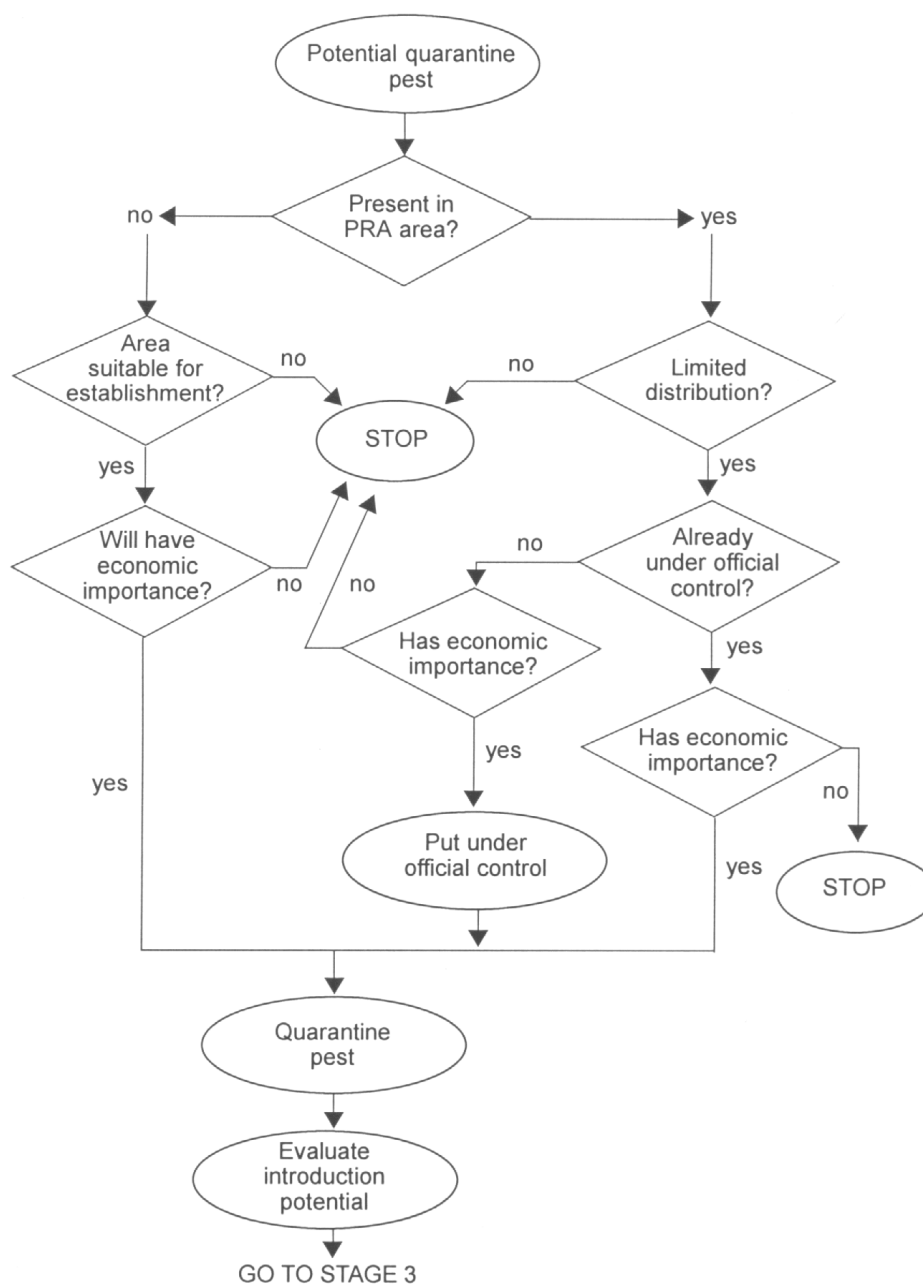 Potential quarantine
pest
Present in
PRA area?
no
yes
Area
suitable for
establishment?
no
no
Limited
distribution?
STOP
yes
yes
Will have
economic
importance?
no
no
no
Already
under official
control?
Has economic
importance?
yes
yes
Has economic
importance?
yes
no
Put under
official control
yes
STOP
Quarantine
pest
Evaluate
introduction
potential
GO TO STAGE 3